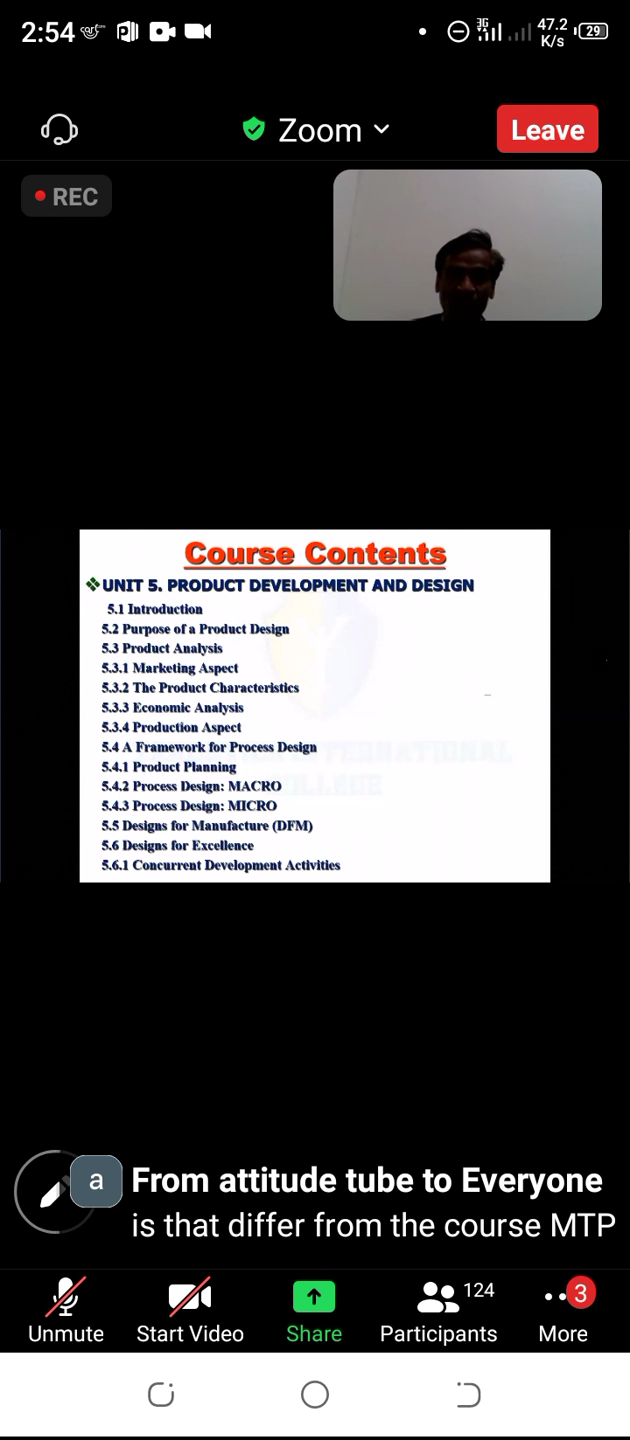 2:54
3G
47.2
K/s
29
Zoom
Leave
REC
Course Contents
UNIT 5. PRODUCT DEVELOPMENT AND DESIGN
5.1 Introduction
5.2 Purpose of a Product Design
5.3 Product Analysis
5.3.1 Marketing Aspect
5.3.2 The Product Characteristics
5.3.3 Economic Analysis
5.3.4 Production Aspect
5.4 A Framework for Process Design
5.4.1 Product Planning
5.4.2 Process Design: MACRO
5.4.3 Process Design: MICRO
5.5 Designs for Manufacture (DFM)
5.6 Designs for Excellence
5.6.1 Concurrent Development Activities
INTERNATIONAL
COLLEGE
a
From attitude tube to Everyone
is that differ from the course MTP
124
3
Unmute
Start Video
Share
Participants
More